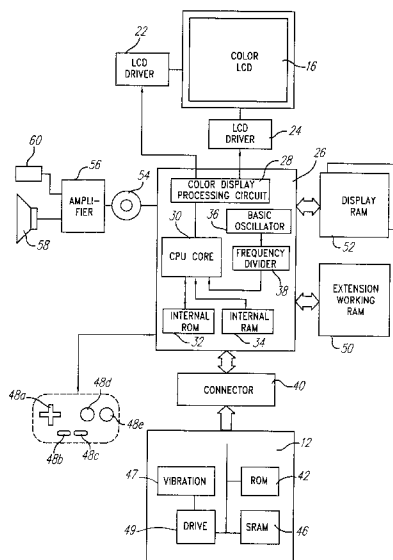 22
LCD
DRIVER
COLOR
LCD
16
LCD
DRIVER
24
60
56
54
28
26
AMPLI-
FIER
COLOR DISPLAY
PROCESSING CIRCUIT
30
36
BASIC
OSCILLATOR
DISPLAY
RAM
58
CPU CORE
FREQUENCY
DIVIDER
52
38
INTERNAL
ROM
INTERNAL
RAM
EXTENSION
WORKING
RAM
32
34
50
48a
48d
48e
CONNECTOR
40
48b
48c
12
47
VIBRATION
ROM
42
49
DRIVE
SRAM
46